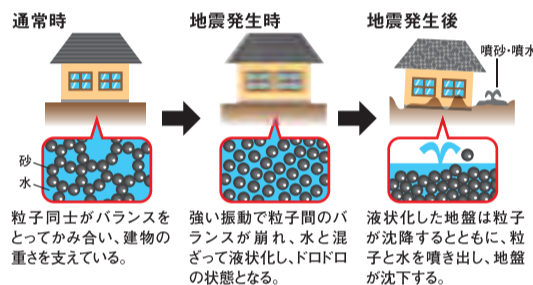 通常時
地震発生時
地震発生後
噴砂・噴水
砂
水
粒子同士がバランスを
とってかみ合い、建物の
重さを支えている。
強い振動で粒子間のバ
ランスが崩れ、水と混
ざって液状化し、ドロドロ
の状態となる。
液状化した地盤は粒子
が沈降するとともに、粒
子と水を噴き出し、地盤
が沈下する。